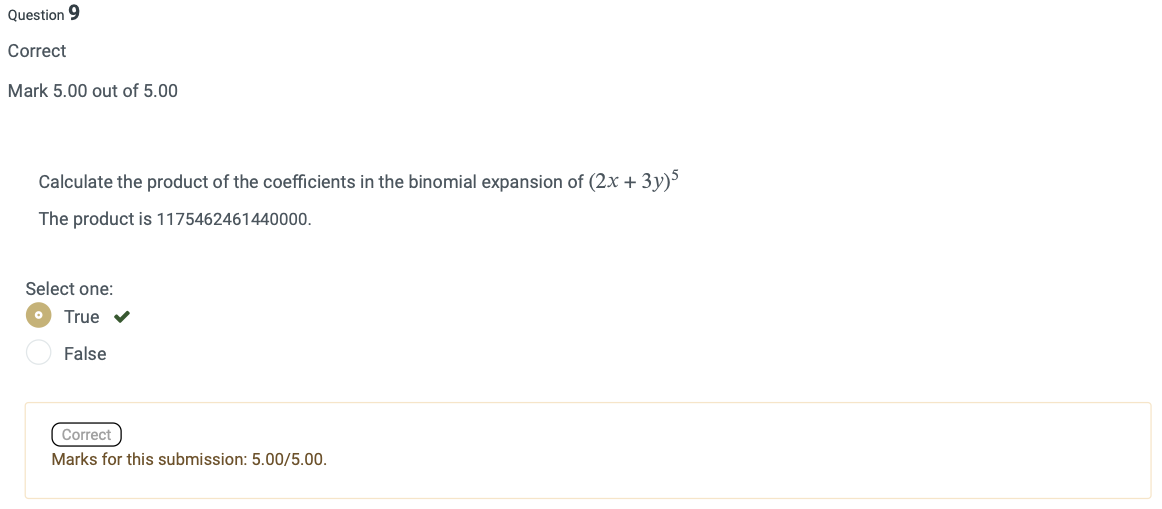 Question 9
Correct
Mark 5.00 out of 5.00
Calculate the product of the coefficients in the binomial expansion of (2x + 3y)⁵
The product is 1175462461440000.
Select one:
True ✔
False
Correct
Marks for this submission: 5.00/5.00.